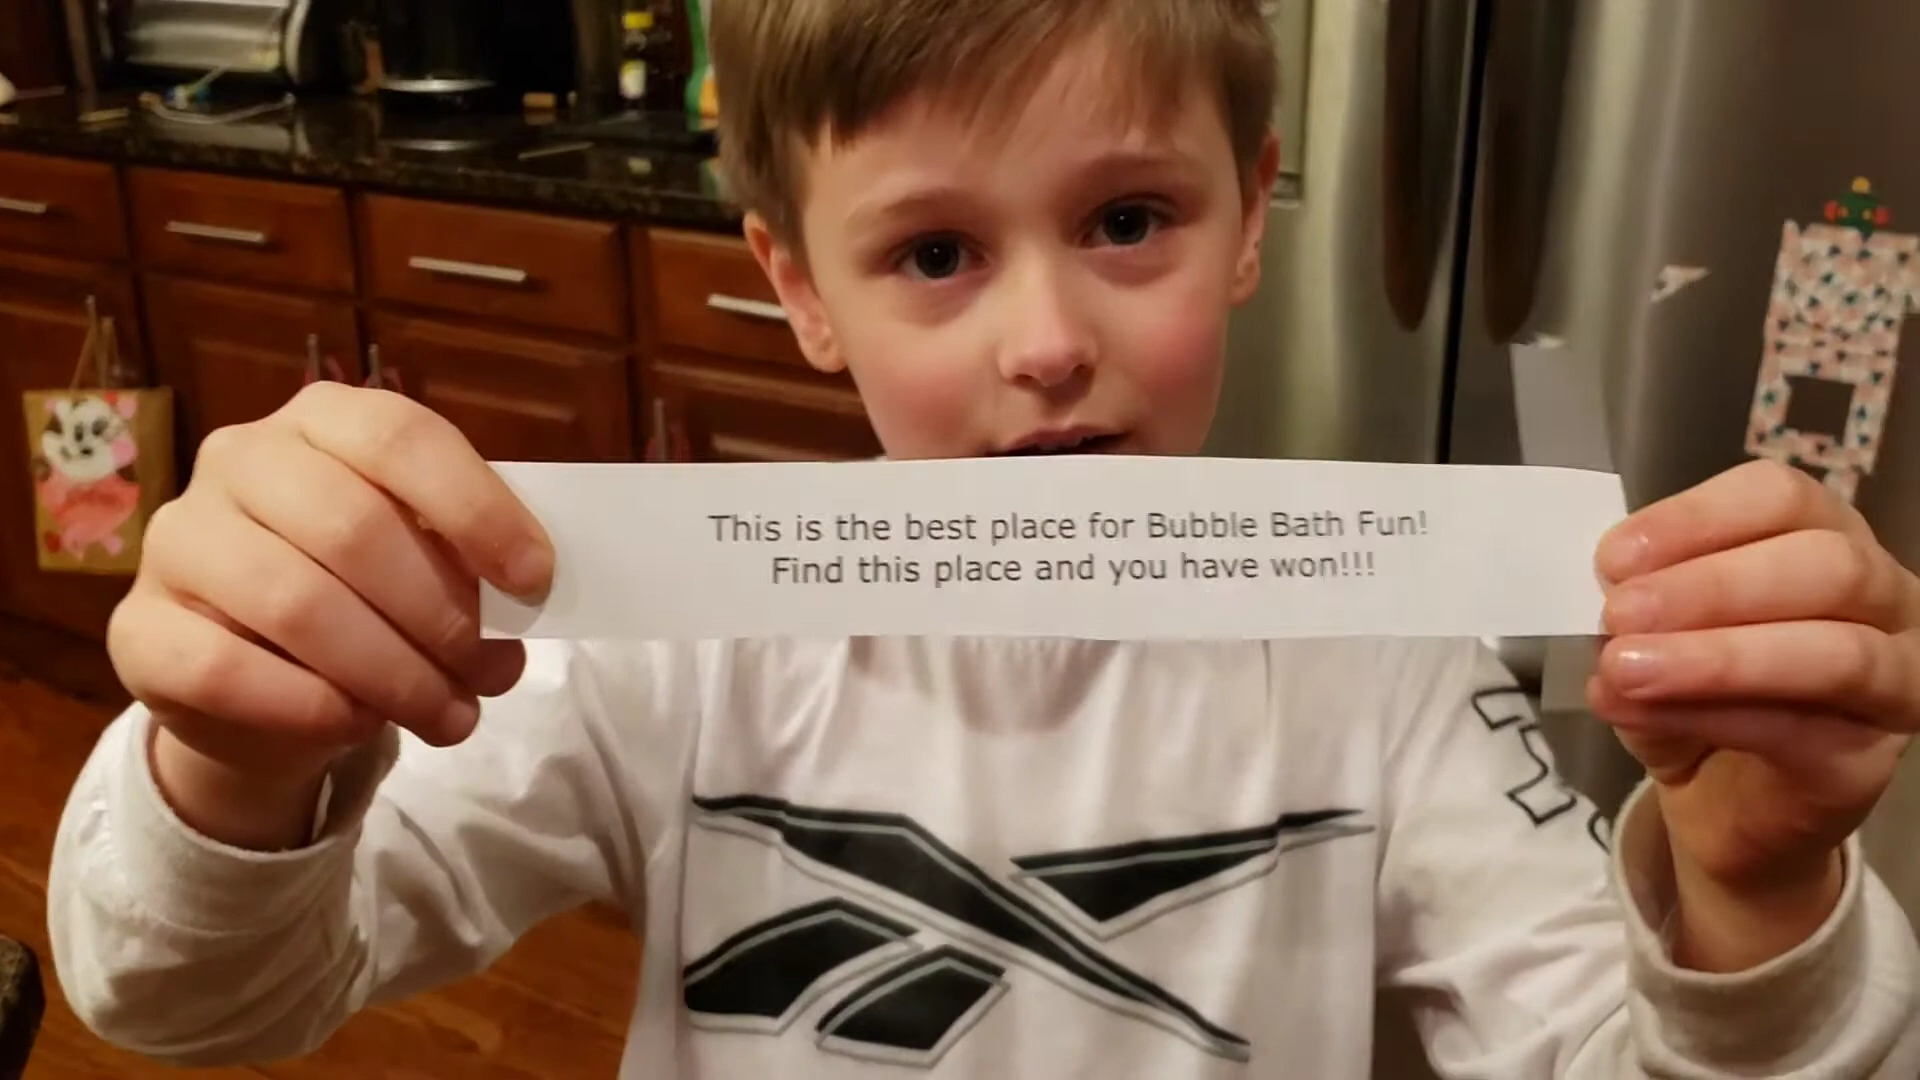 This is the best place for Bubble Bath Fun!
Find this place and you have won!!!